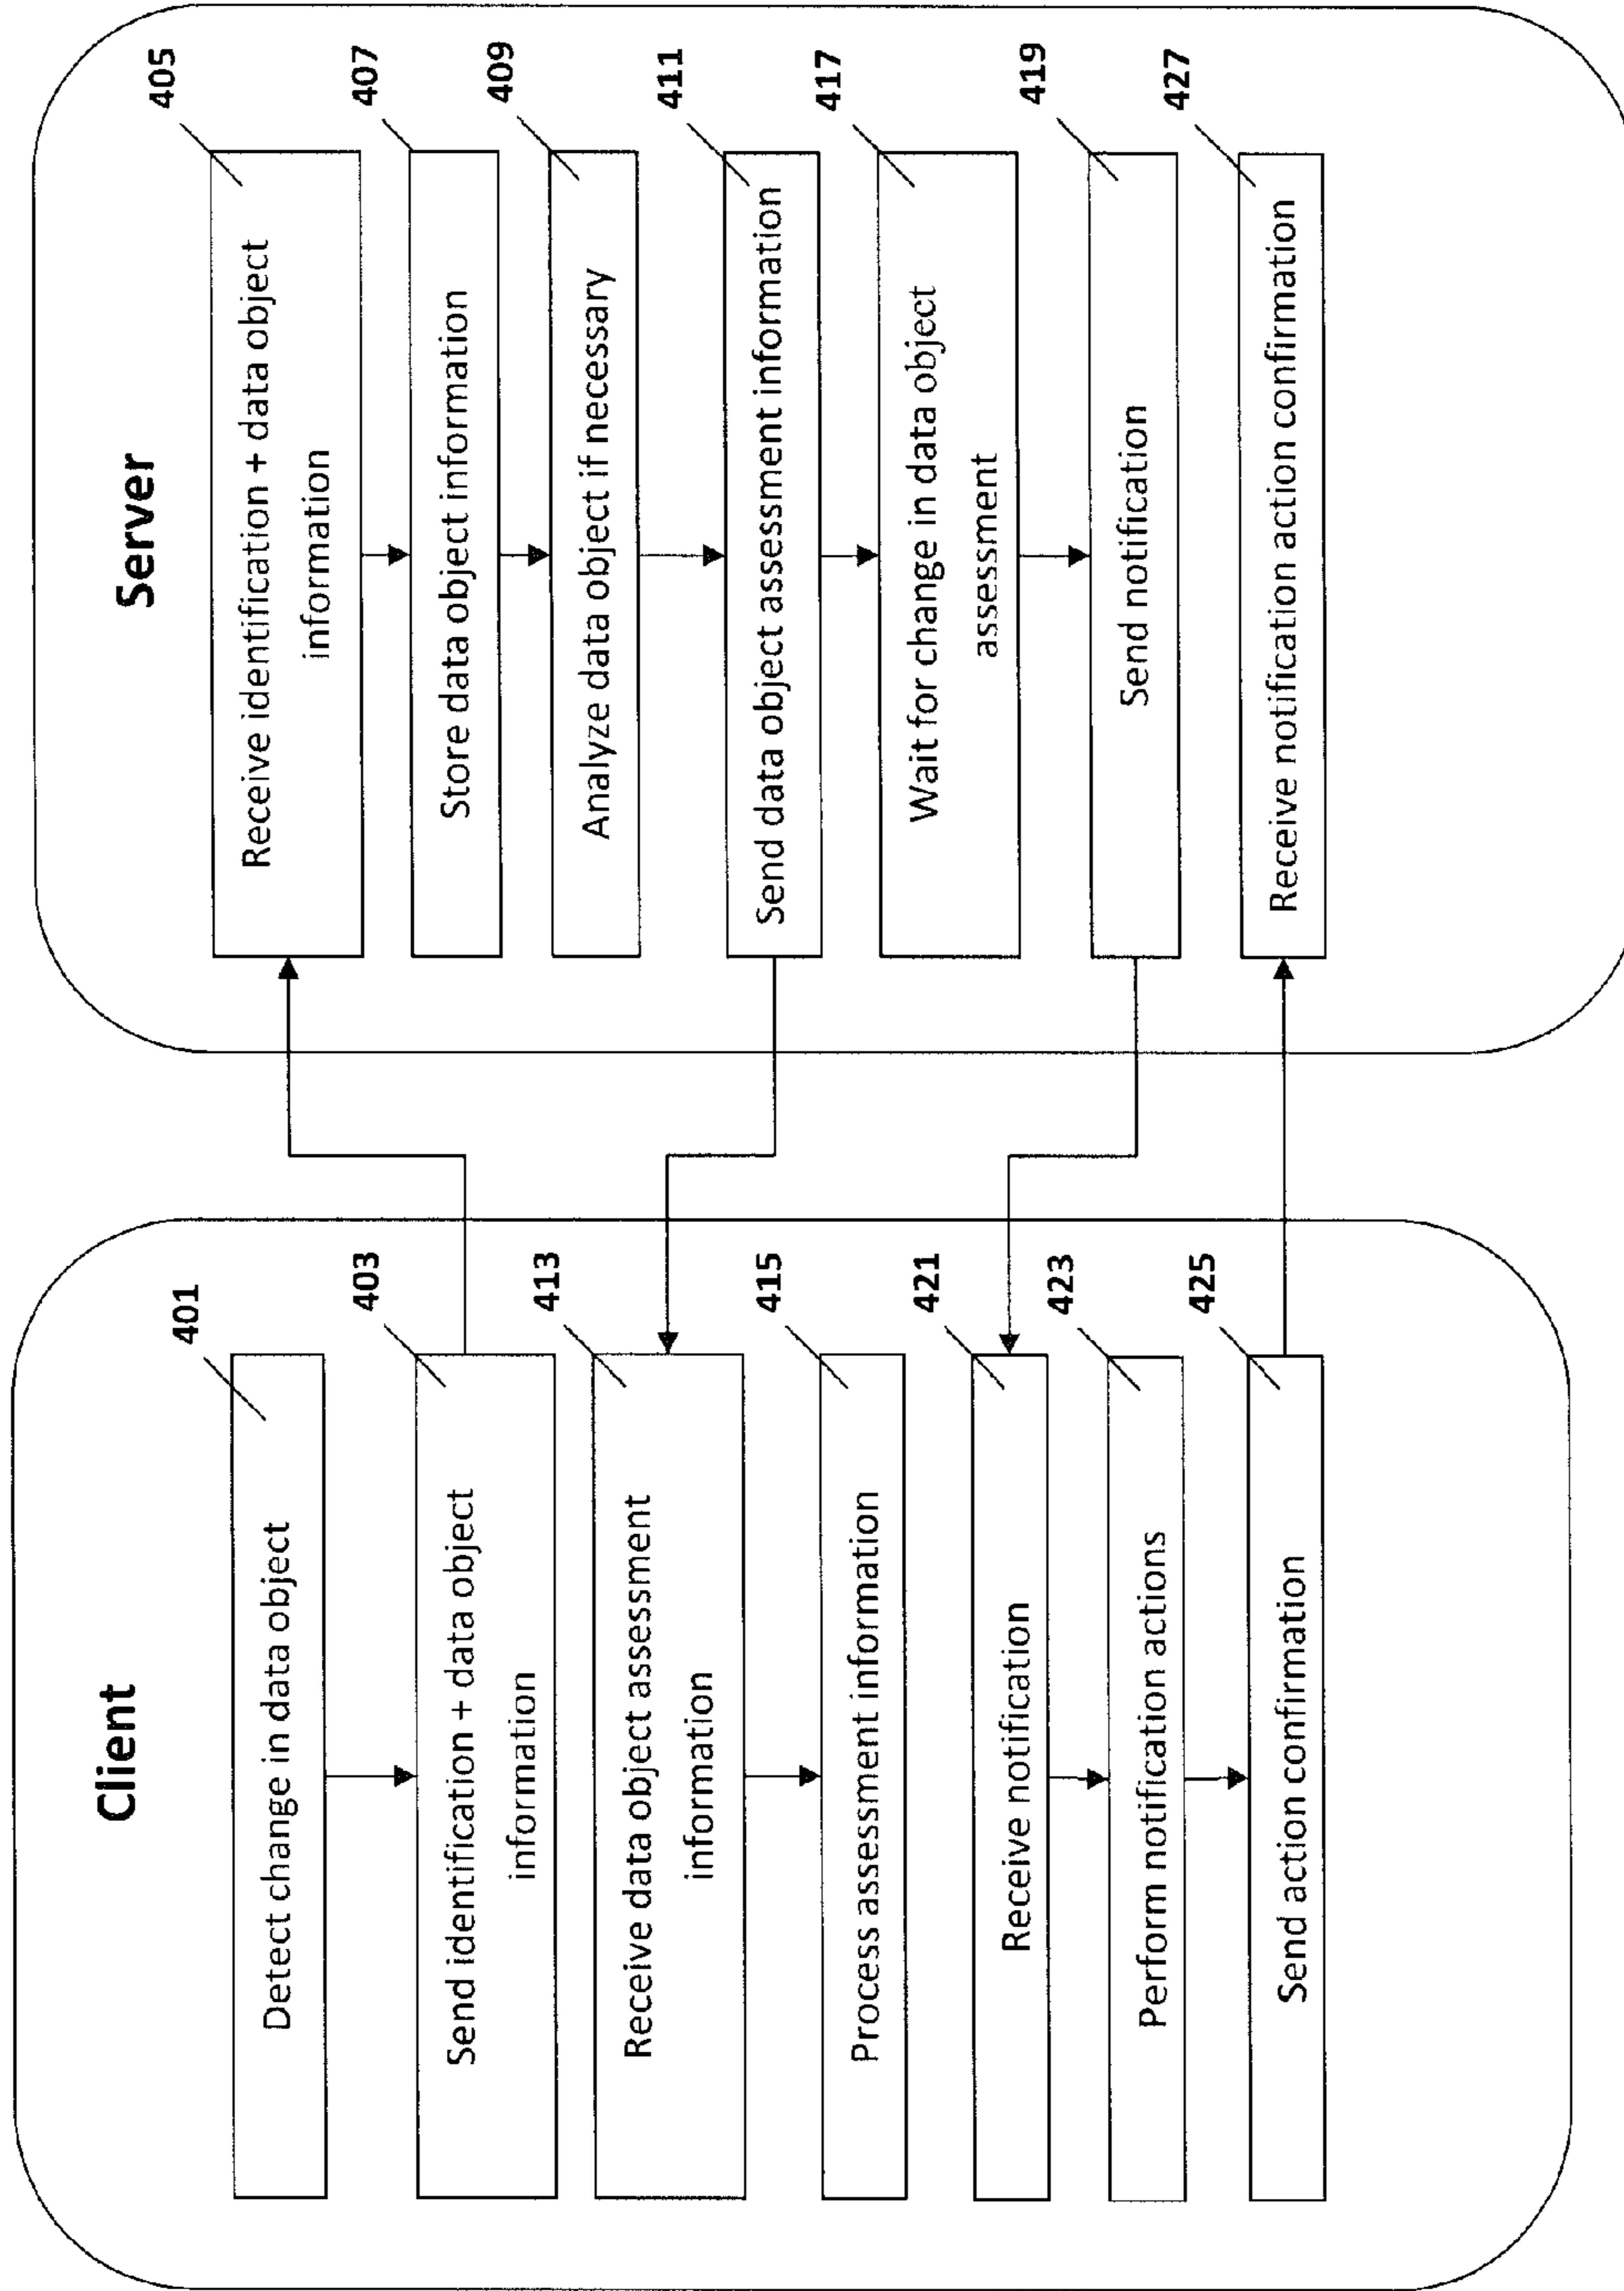 Client
401
Detect change in data object
403
Send identification + data object
information
413
Receive data object assessment
information
415
Process assessment information
421
Receive notification
423
Perform notification actions
425
Send action confirmation
Server
405
Receive identification + data object
information
407
Store data object information
409
Analyze data object if necessary
411
Send data object assessment information
417
Wait for change in data object
assessment
419
Send notification
427
Receive notification action confirmation